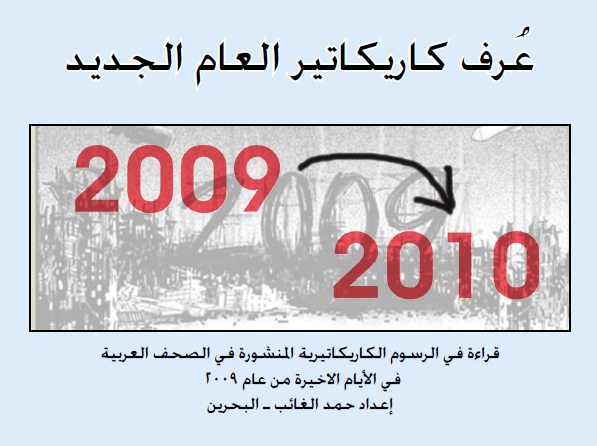 عُرف كاريكاتير العام الجديد
2009
2009
2010
قراءة في الرسوم الكاريكاتيرية المنشورة في الصحف العربية
في الأيام الاخيرة من عام ٢٠٠٩
إعداد حمد الغائب ـ البحرين